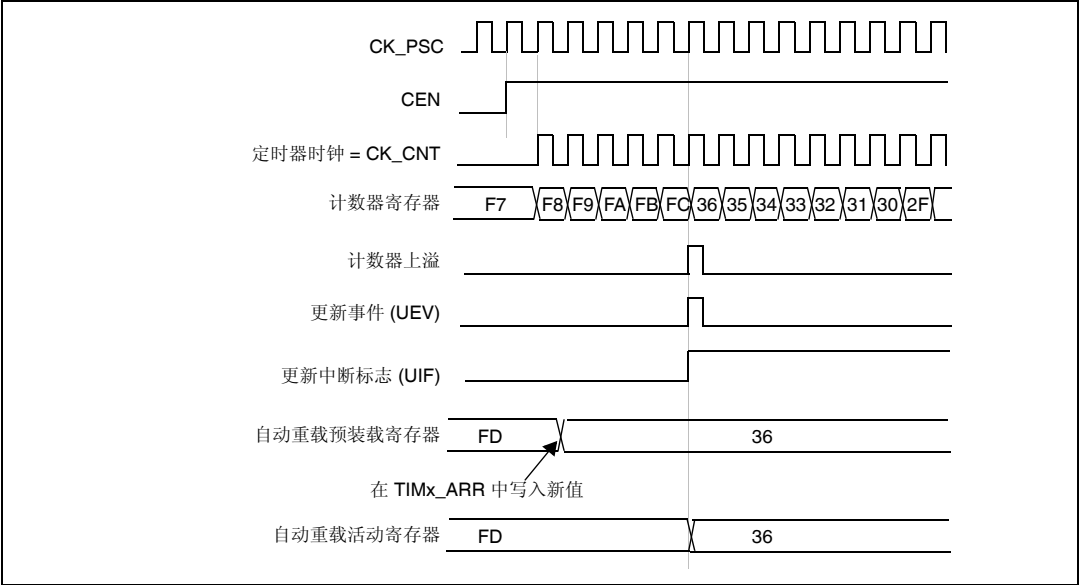 CK_PSC
CEN
定时器时钟 = CK_CNT
计数器寄存器 F7 F8 F9 FA FB FC 36 35 34 33 32 31 30 2F
计数器上溢
更新事件 (UEV)
更新中断标志 (UIF)
自动重载预装载寄存器 FD 36
在 TIMx_ARR 中写入新值
自动重载活动寄存器 FD 36